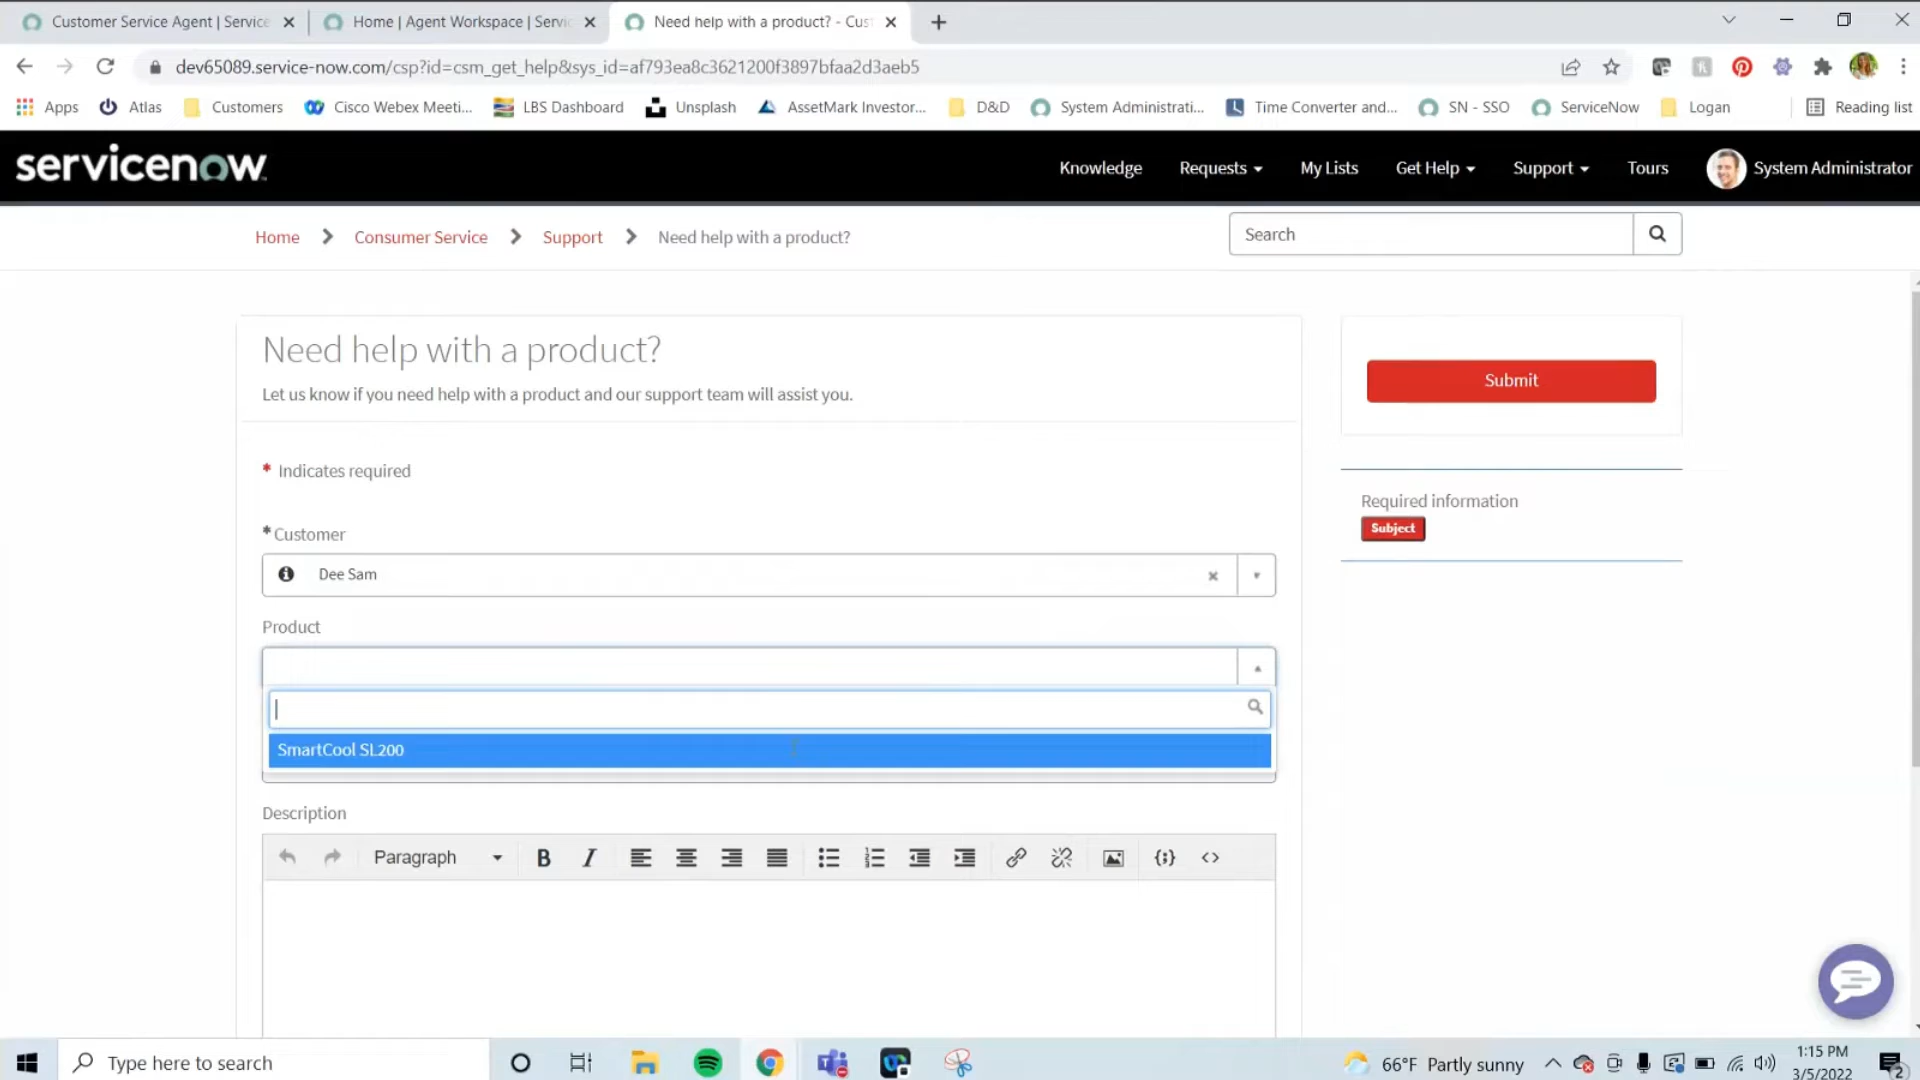 Customer Service Agent | Service
Home | Agent Workspace | Servic
Need help with a product? - Cus
dev65089.service-now.com/csp?id=csm_get_help&sys_id=af793ea8c3621200f3897bfaa2d3aeb5
Apps
Atlas
Customers
Cisco Webex Meeti...
LBS Dashboard
Unsplash
AssetMark Investor...
D&D
System Administrati...
Time Converter and...
SN - SSO
ServiceNow
Logan
Reading list
servicenow
Knowledge
Requests
My Lists
Get Help
Support
Tours
System Administrator
Home
Consumer Service
Support
Need help with a product?
Search
Need help with a product?
Let us know if you need help with a product and our support team will assist you.
Submit
* Indicates required
Required information
Subject
* Customer
Dee Sam
Product
SmartCool SL200
Description
Paragraph
B
I
Type here to search
66°F Partly sunny
1:15 PM
3/5/2022
2